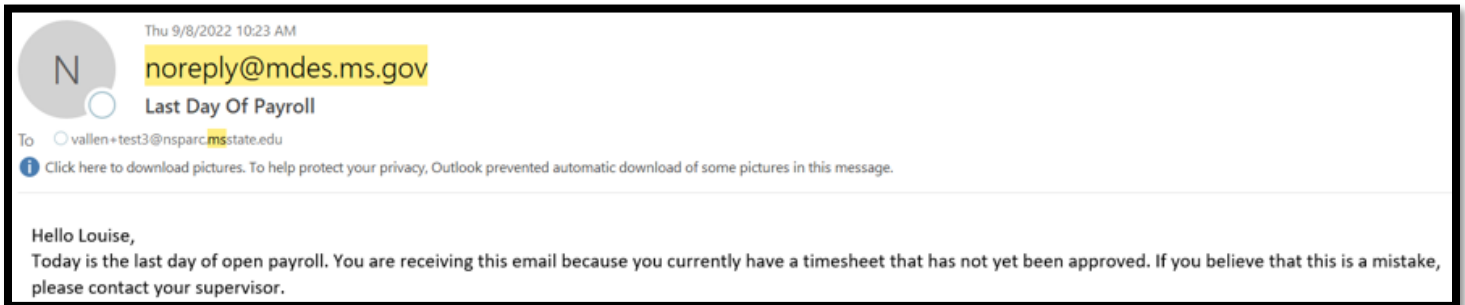 Thu 9/8/2022 10:23 AM
N
noreply@mdes.ms.gov
Last Day Of Payroll
To vallen+test3@nsparc.msstate.edu
i Click here to download pictures. To help protect your privacy, Outlook prevented automatic download of some pictures in this message.
Hello Louise,
Today is the last day of open payroll. You are receiving this email because you currently have a timesheet that has not yet been approved. If you believe that this is a mistake,
please contact your supervisor.